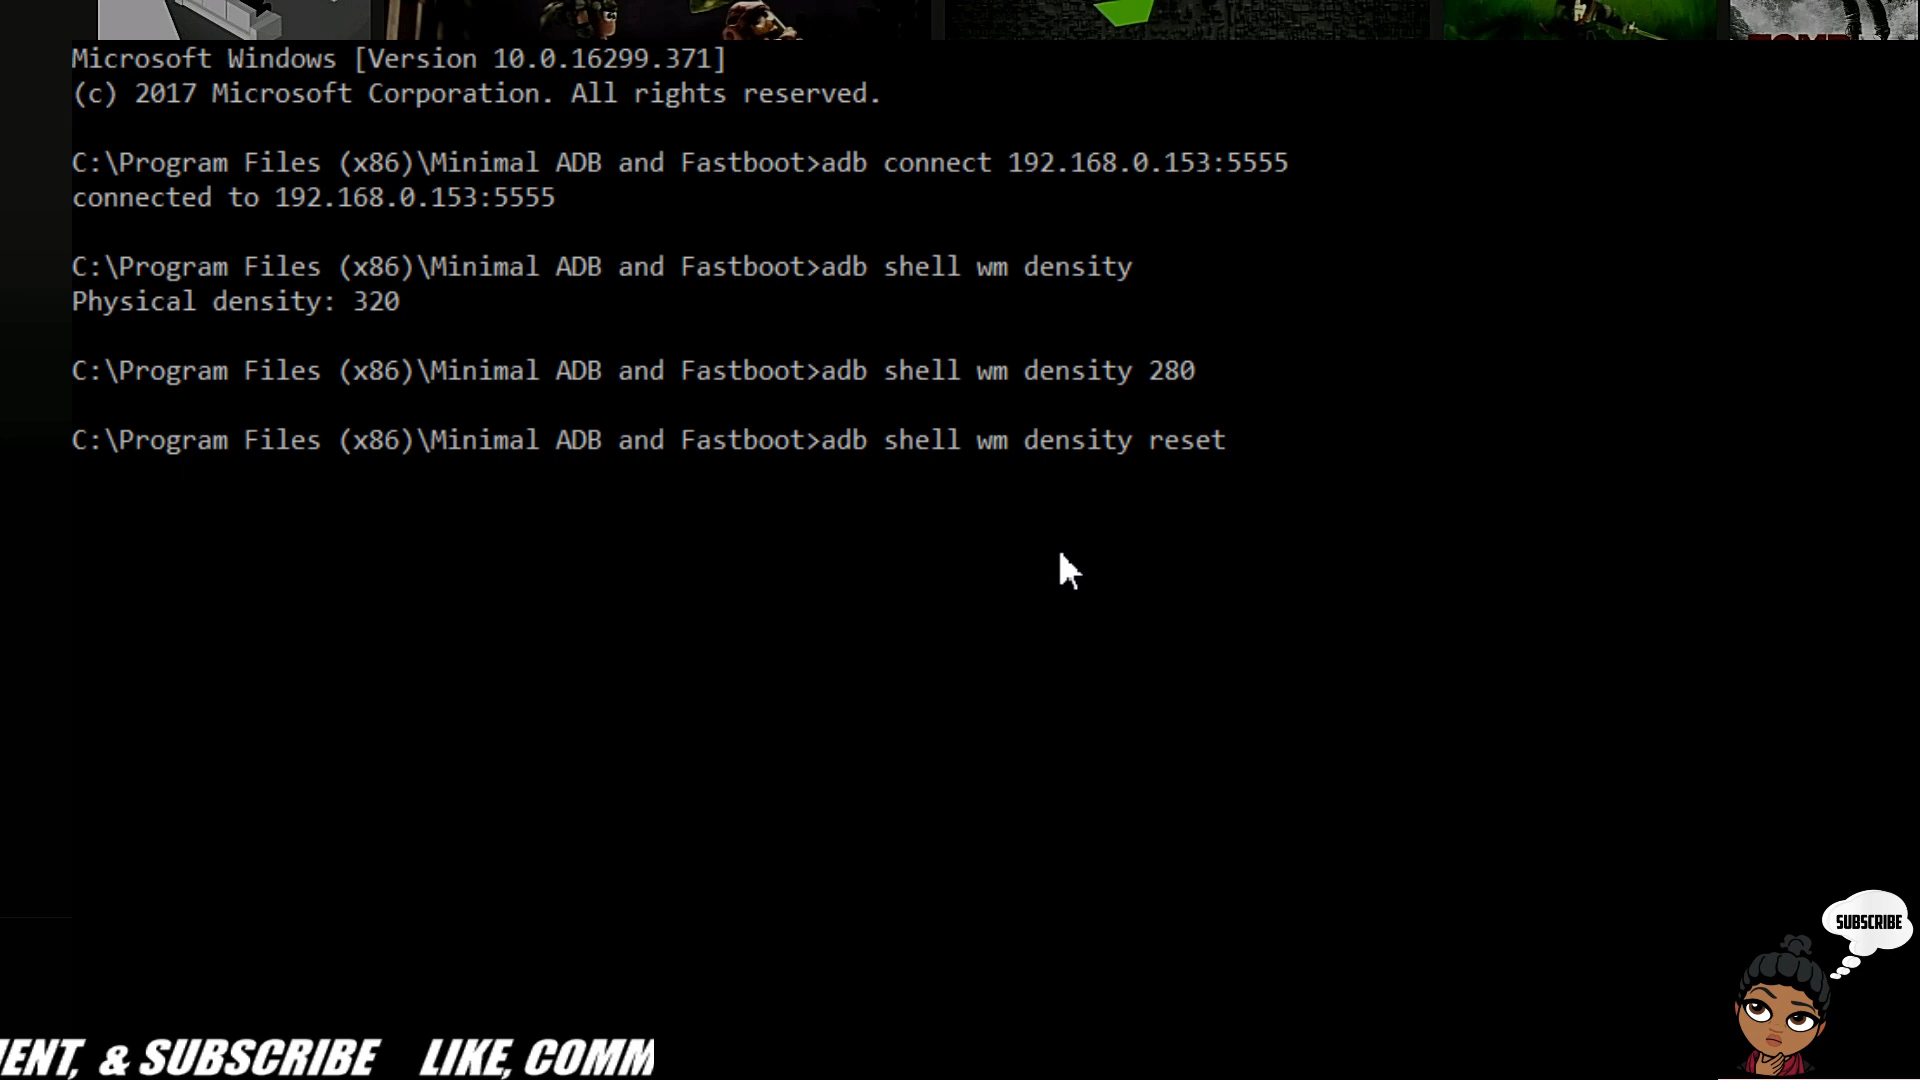 Microsoft Windows [Version 10.0.16299.371]
(c) 2017 Microsoft Corporation. All rights reserved.
C:\Program Files (x86)\Minimal ADB and Fastboot>adb connect 192.168.0.153:5555
connected to 192.168.0.153:5555
C:\Program Files (x86)\Minimal ADB and Fastboot>adb shell wm density
Physical density: 320
C:\Program Files (x86)\Minimal ADB and Fastboot>adb shell wm density 280
C:\Program Files (x86)\Minimal ADB and Fastboot>adb shell wm density reset
SUBSCRIBE
ENT, & SUBSCRIBE LIKE, COMM